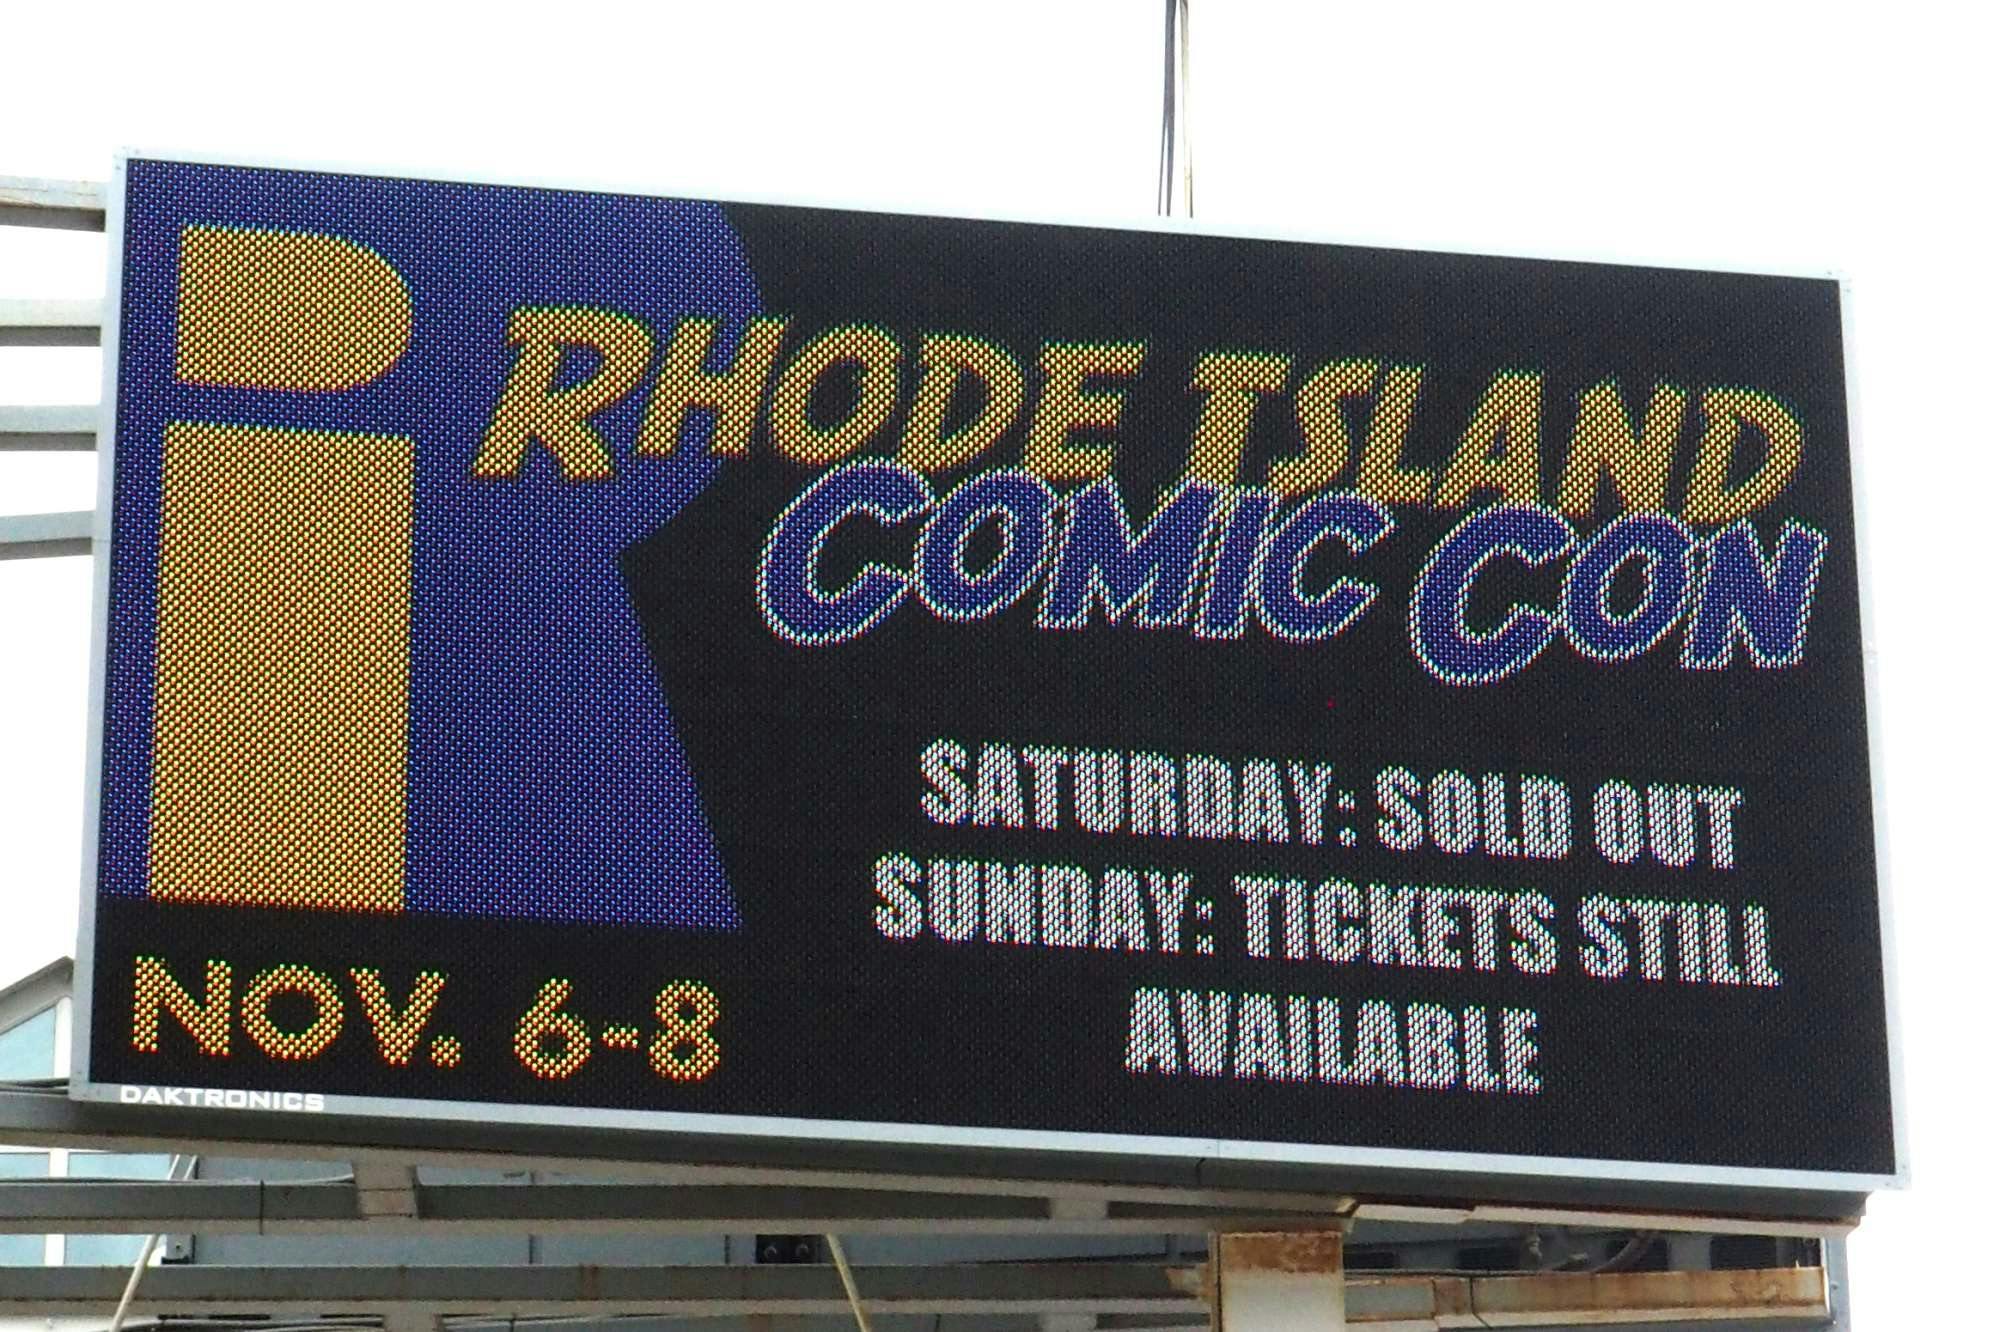 RHODE ISLAND
COMIC CON
SATURDAY: SOLD OUT
SUNDAY: TICKETS STILL
AVAILABLE
NOV. 6-8
DAKTRONICS